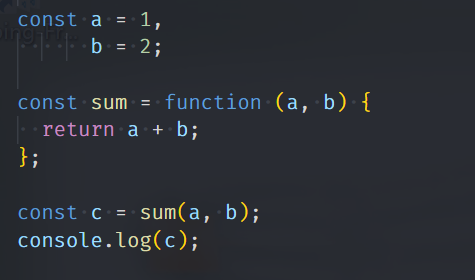 const a = 1,
      b = 2;

const sum = function (a, b) {
  return a + b;
};

const c = sum(a, b);
console.log(c);